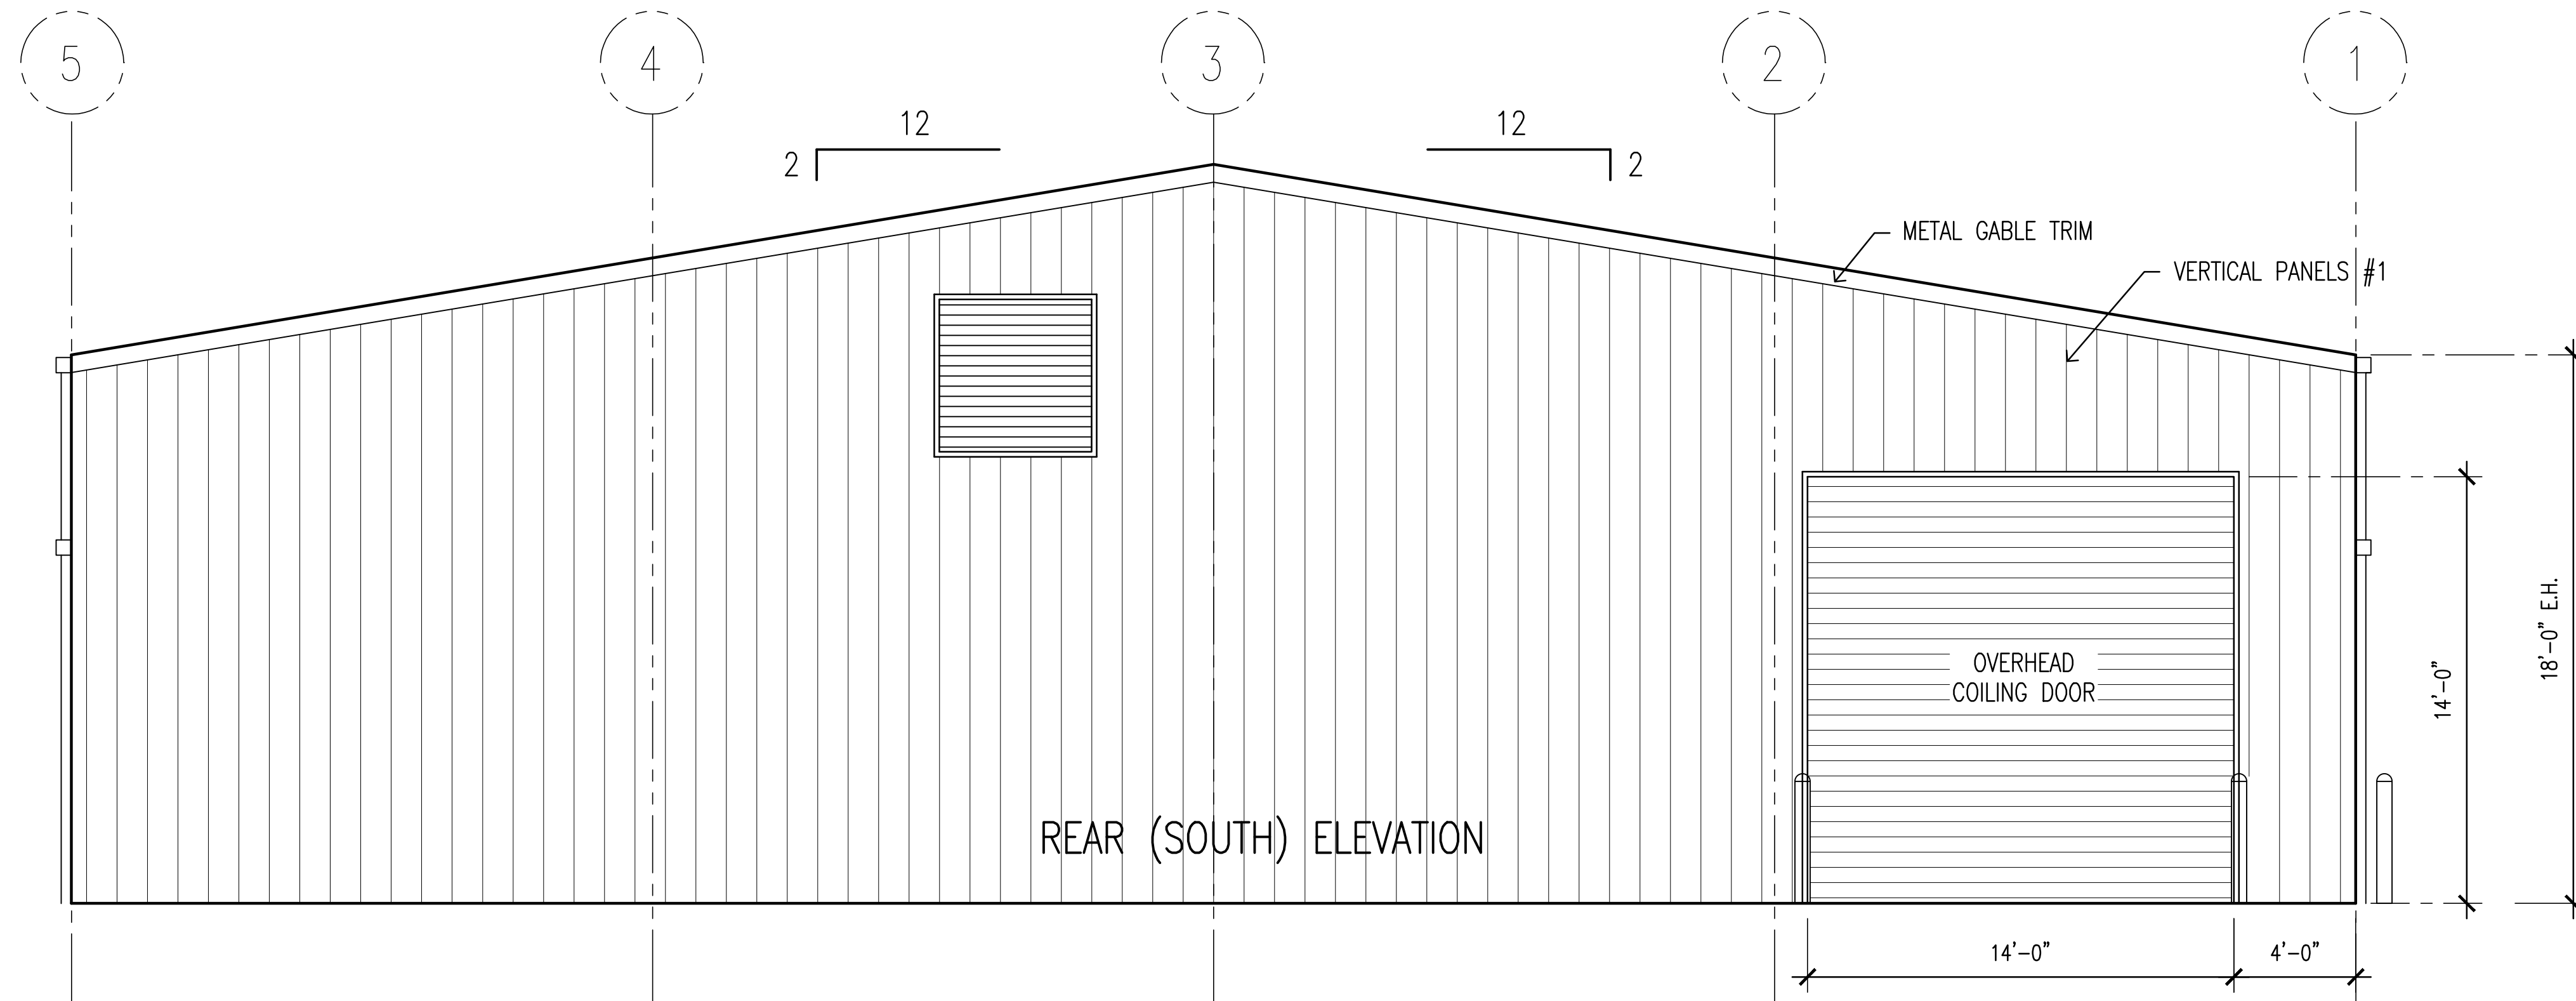 5 4 3 2 1
12 12
2 2
METAL GABLE TRIM
VERTICAL PANELS #1
OVERHEAD
COILING DOOR
14'-0"
18'-0" E.H.
REAR (SOUTH) ELEVATION
14'-0" 4'-0"